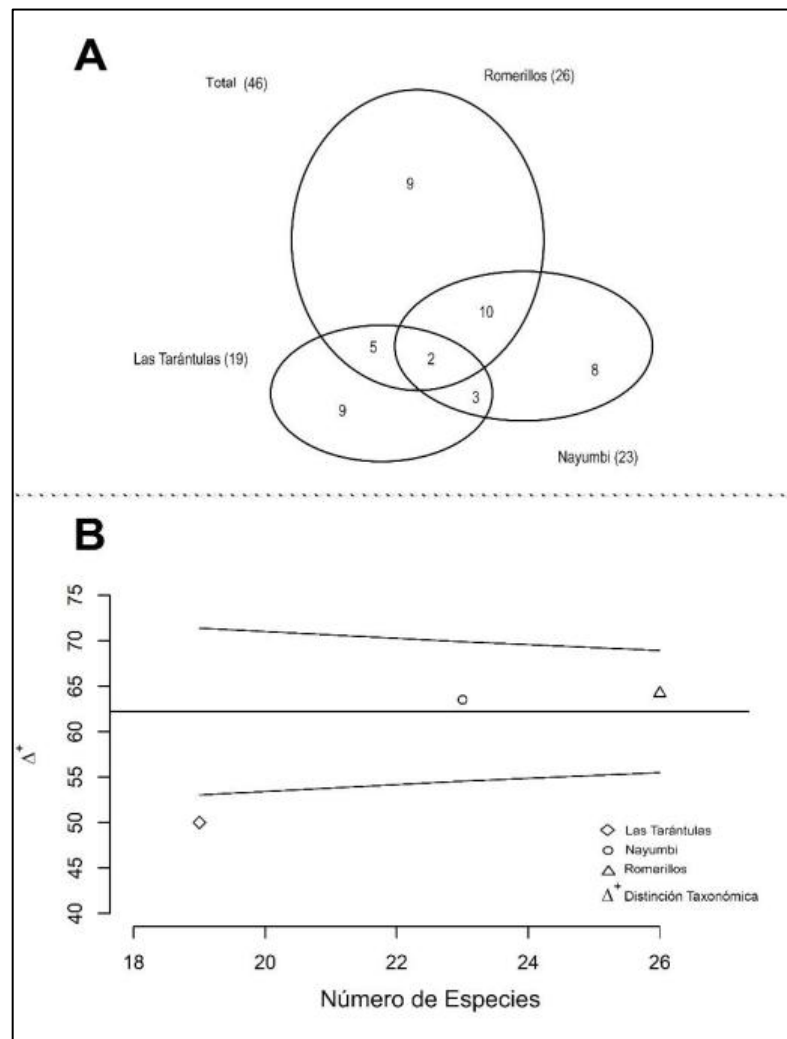 A
Total (46)
Romerillos (26)
9
10
Las Tarántulas (19)
5
2
8
9
3
Nayumbi (23)
B
75
70
65
60
55
50
45
40
Δ+
Las Tarántulas
Nayumbi
Romerillos
Δ+ Distinción Taxonómica
18 20 22 24 26
Número de Especies